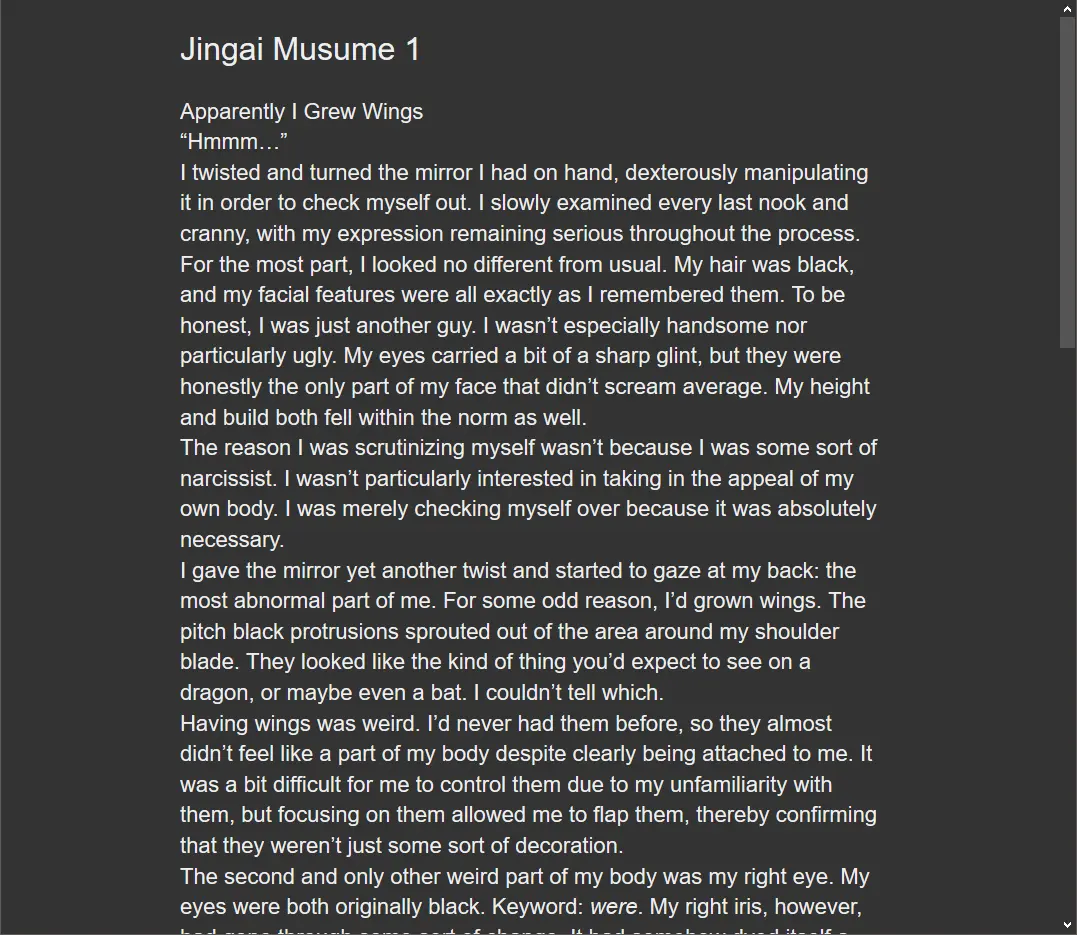 Jingai Musume 1
Apparently I Grew Wings
“Hmmm…”
I twisted and turned the mirror I had on hand, dexterously manipulating
it in order to check myself out. I slowly examined every last nook and
cranny, with my expression remaining serious throughout the process.
For the most part, I looked no different from usual. My hair was black,
and my facial features were all exactly as I remembered them. To be
honest, I was just another guy. I wasn’t especially handsome nor
particularly ugly. My eyes carried a bit of a sharp glint, but they were
honestly the only part of my face that didn’t scream average. My height
and build both fell within the norm as well.
The reason I was scrutinizing myself wasn’t because I was some sort of
narcissist. I wasn’t particularly interested in taking in the appeal of my
own body. I was merely checking myself over because it was absolutely
necessary.
I gave the mirror yet another twist and started to gaze at my back: the
most abnormal part of me. For some odd reason, I’d grown wings. The
pitch black protrusions sprouted out of the area around my shoulder
blade. They looked like the kind of thing you’d expect to see on a
dragon, or maybe even a bat. I couldn’t tell which.
Having wings was weird. I’d never had them before, so they almost
didn’t feel like a part of my body despite clearly being attached to me. It
was a bit difficult for me to control them due to my unfamiliarity with
them, but focusing on them allowed me to flap them, thereby confirming
that they weren’t just some sort of decoration.
The second and only other weird part of my body was my right eye. My
eyes were both originally black. Keyword: were. My right iris, however,
had gone through some sort of change. It had somehow dyed itself a